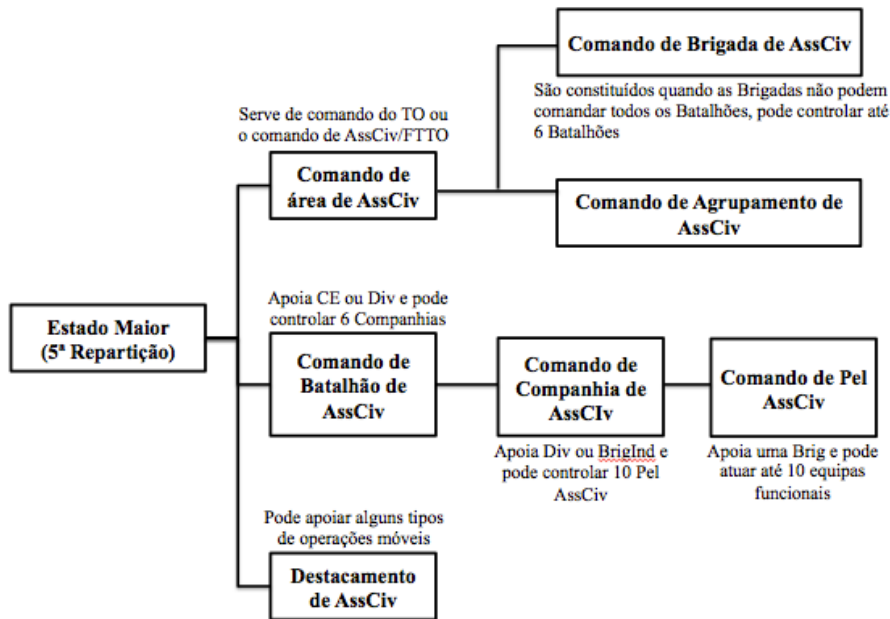 Comando de Brigada de AssCiv
São constituídos quando as Brigadas não podem
comandar todos os Batalhões, pode controlar até
6 Batalhões
Serve de comando do TO ou
o comando de AssCiv/FTTO
Comando de
área de AssCiv
Comando de Agrupamento de
AssCiv
Estado Maior
(5ª Repartição)
Apoia CE ou Div e pode
controlar 6 Companhias
Comando de
Batalhão de
AssCiv
Comando de
Companhia de
AssCIv
Apoia Div ou BrigInd e
pode controlar 10 Pel
AssCiv
Comando de Pel
AssCiv
Apoia uma Brig e pode
atuar até 10 equipas
funcionais
Pode apoiar alguns tipos
de operações móveis
Destacamento
de AssCiv